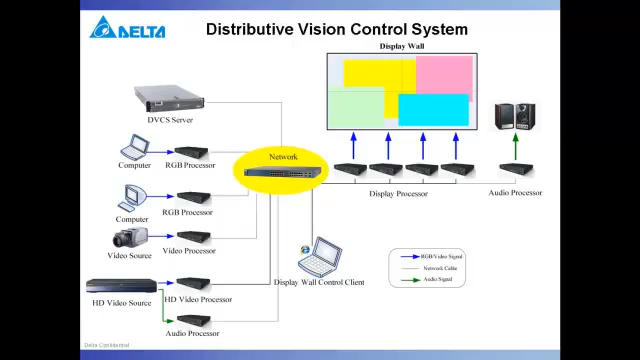 DELTA
Distributive Vision Control System
Display Wall
DVCS Server
Network
Computer
RGB Processor
Display Processor
Audio Processor
Computer
RGB Processor
Video Source
Video Processor
RGB/Video Signal
Network Cable
Audio Signal
Display Wall Control Client
HD Video Source
HD Video Processor
Audio Processor
Delta Confidential